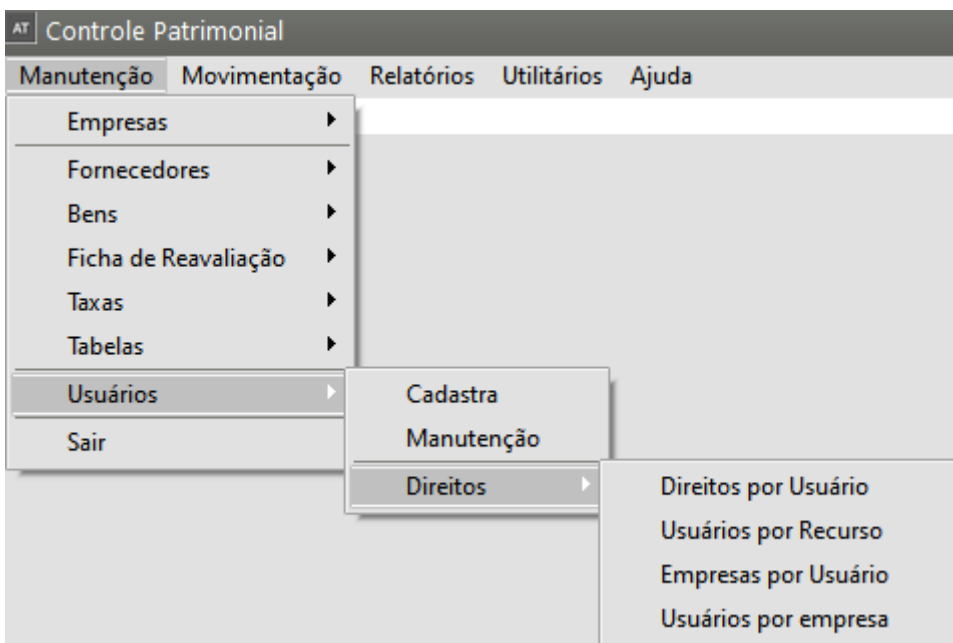 AT Controle Patrimonial
Manutenção Movimentação Relatórios Utilitários Ajuda
Empresas
Fornecedores
Bens
Ficha de Reavaliação
Taxas
Tabelas
Usuários
Sair
Cadastra
Manutenção
Direitos
Direitos por Usuário
Usuários por Recurso
Empresas por Usuário
Usuários por empresa